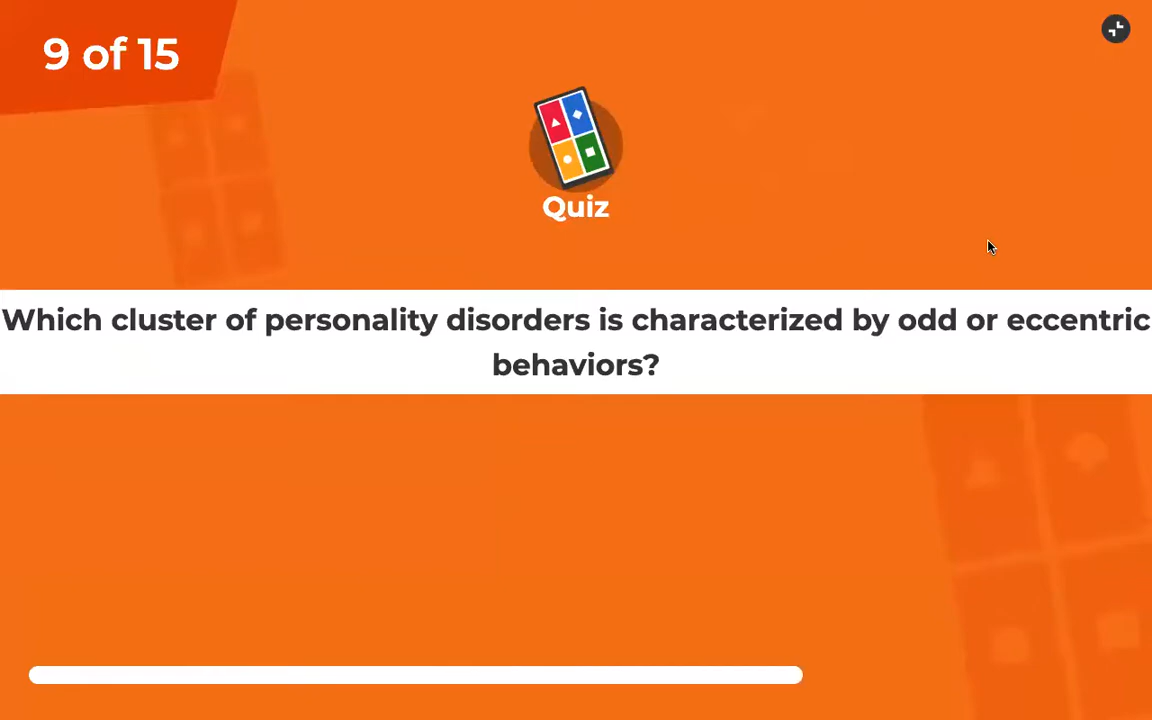 9 of 15
Quiz
Which cluster of personality disorders is characterized by odd or eccentric
behaviors?